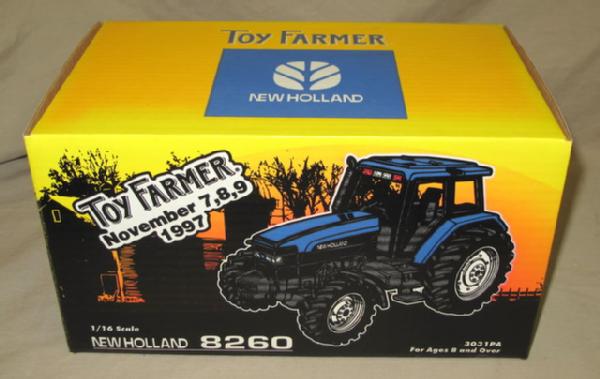 TOY FARMER
NEW HOLLAND
TOY FARMER
November 7,8,9
1997
NEW HOLLAND
1/16 Scale
NEW HOLLAND 8260
3031PA
For Ages 8 and Over